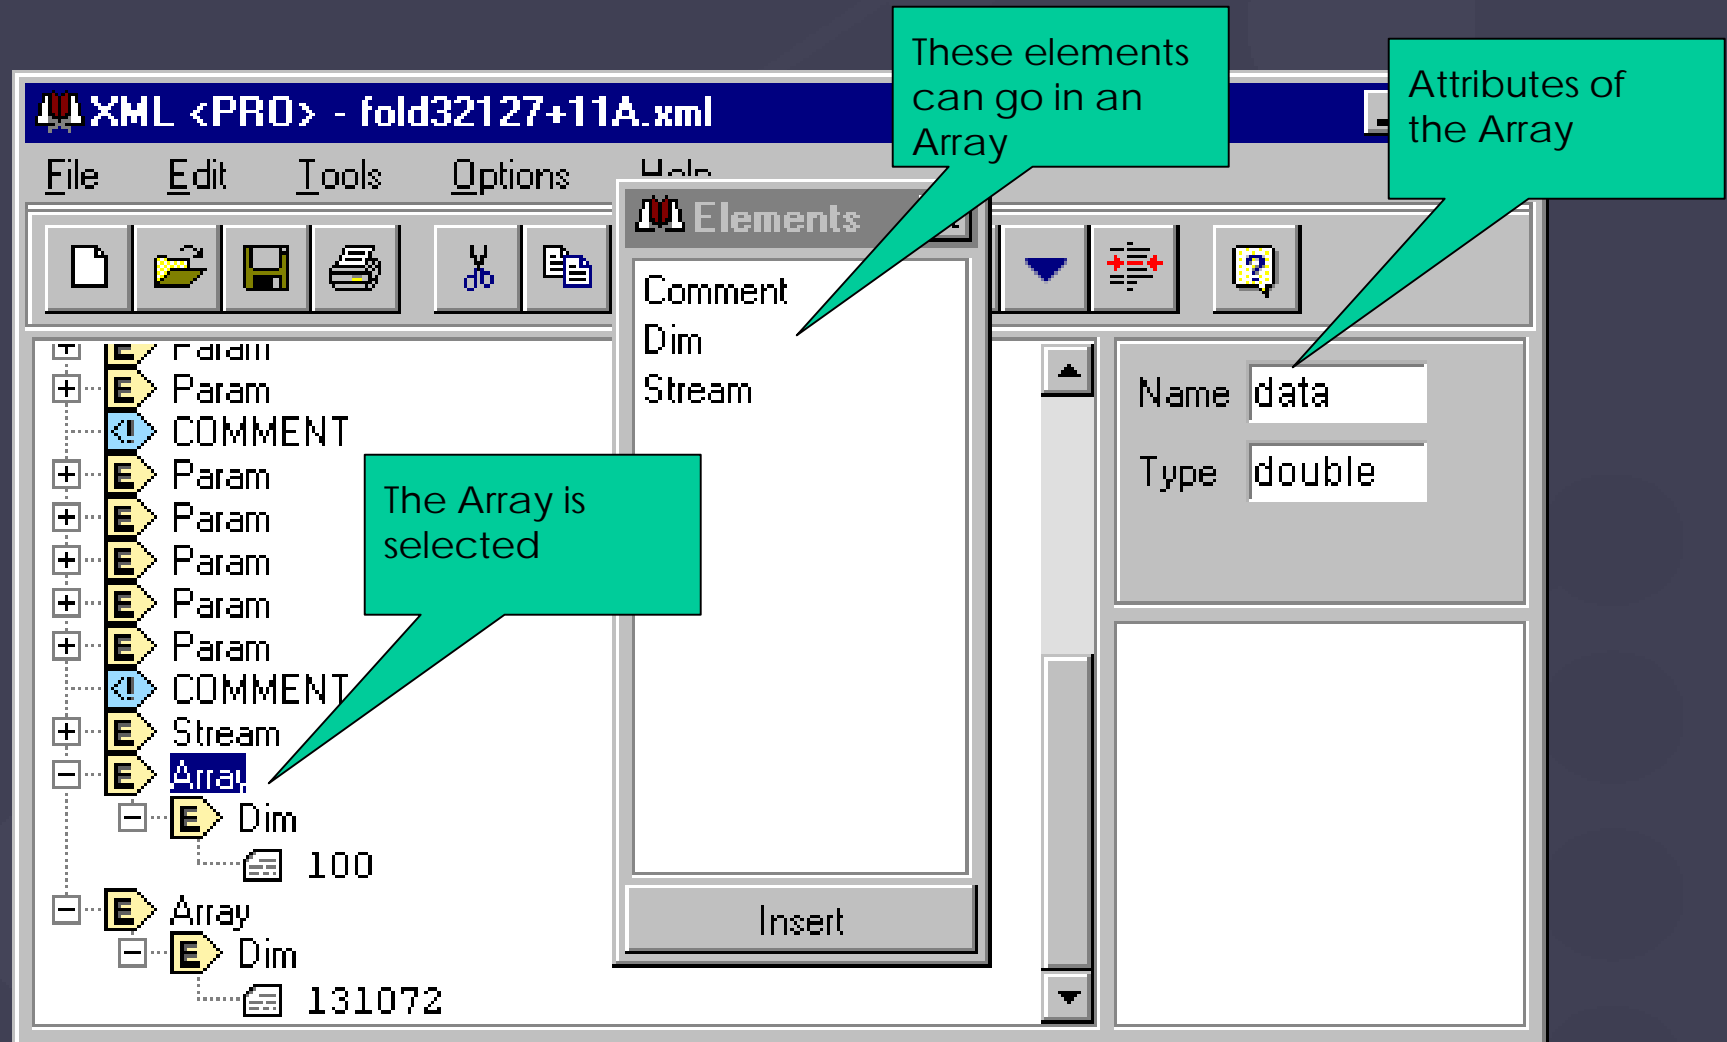 These elements
can go in an
Array
Attributes of
the Array
XML <PRO> - fold32127+11A.xml
File Edit Tools Options Help
Elements
Comment
Dim
Stream
Insert
Name data
Type double
The Array is
selected
Param
Param
COMMENT
Param
Param
Param
Param
Param
COMMENT
Stream
Array
Dim
100
Array
Dim
131072